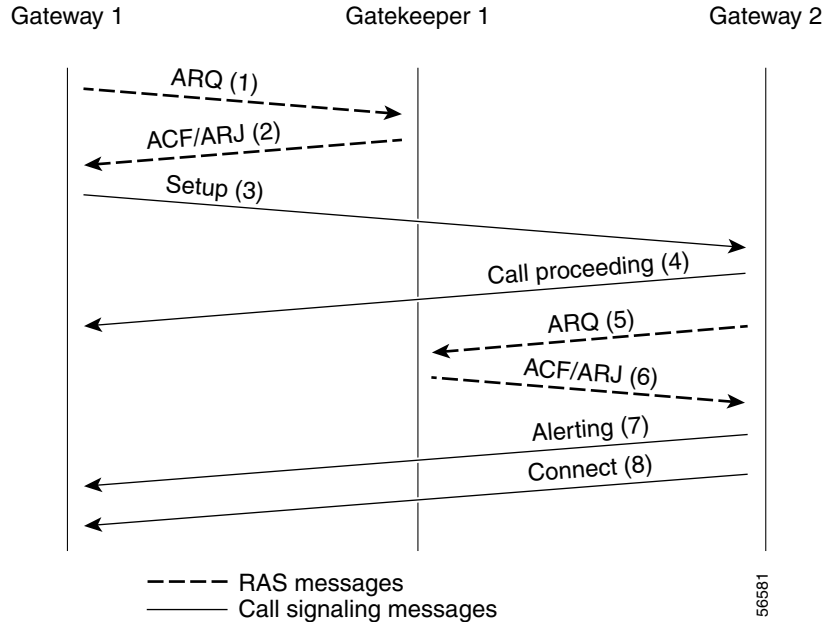 Gateway 1
Gatekeeper 1
Gateway 2
ARQ (1)
ACF/ARJ (2)
Setup (3)
Call proceeding (4)
ARQ (5)
ACF/ARJ (6)
Alerting (7)
Connect (8)
RAS messages
Call signaling messages
56581